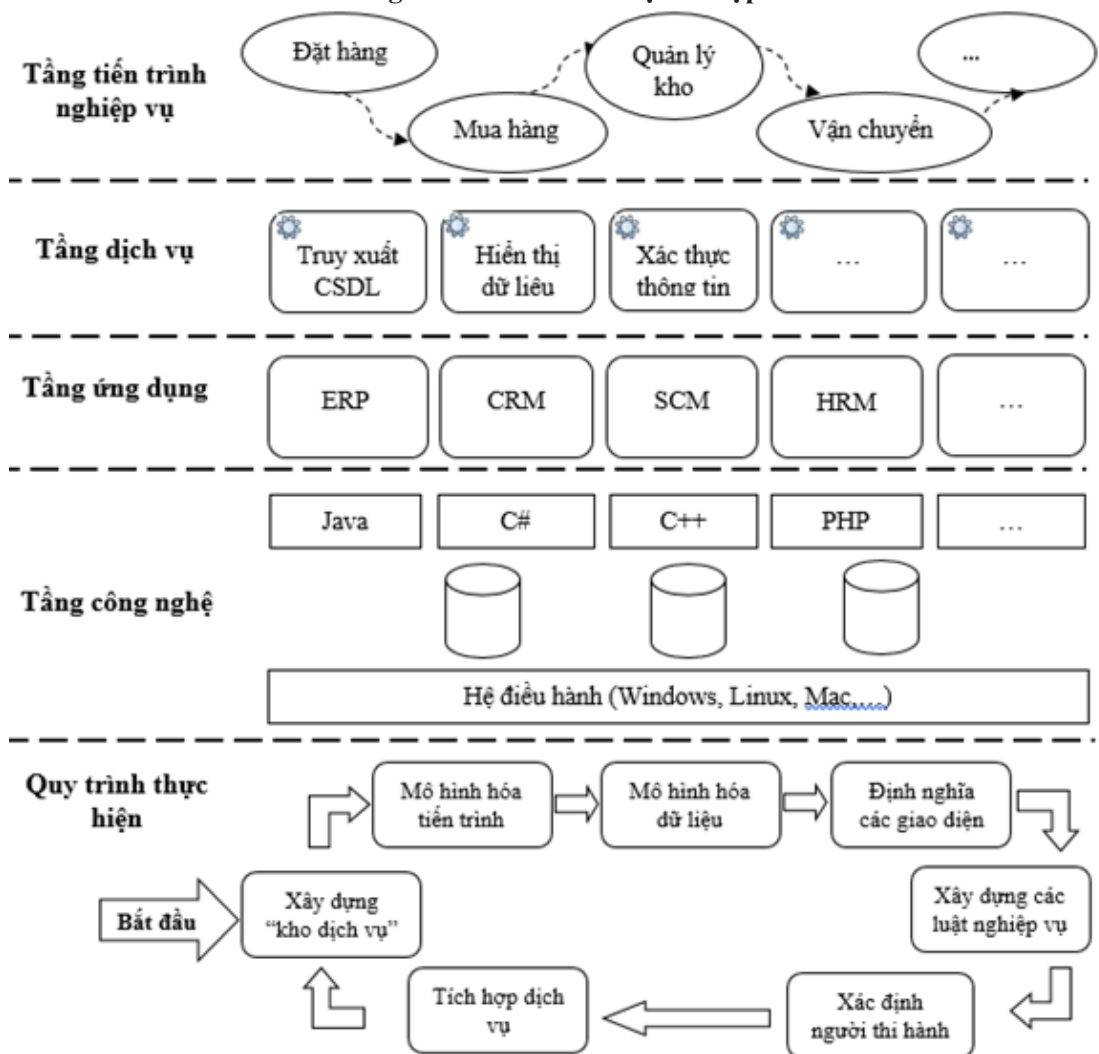 Đặt hàng
Quản lý
kho
...
Tầng tiến trình
nghiệp vụ
Mua hàng
Vận chuyển
Tầng dịch vụ
Truy xuất
CSDL
Hiển thị
dữ liệu
Xác thực
thông tin
…
…
Tầng ứng dụng
ERP
CRM
SCM
HRM
…
Java
C#
C++
PHP
…
Tầng công nghệ
Hệ điều hành (Windows, Linux, Mac,…)
Quy trình thực
hiện
Mô hình hóa
tiến trình
Mô hình hóa
dữ liệu
Định nghĩa
các giao diện
Bắt đầu
Xây dựng
“kho dịch vụ”
Xây dựng các
luật nghiệp vụ
Tích hợp dịch
vụ
Xác định
người thi hành